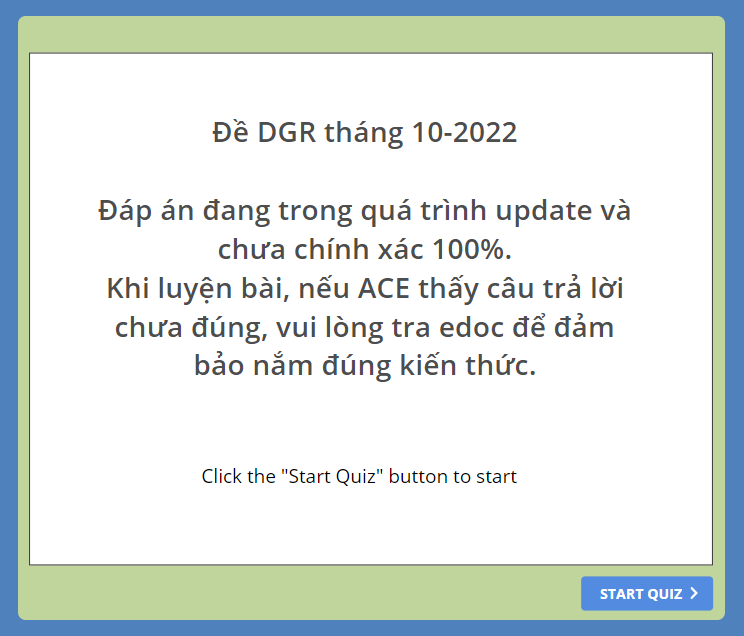 Đề DGR tháng 10-2022
Đáp án đang trong quá trình update và
chưa chính xác 100%.
Khi luyện bài, nếu ACE thấy câu trả lời
chưa đúng, vui lòng tra edoc để đảm
bảo nắm đúng kiến thức.
Click the "Start Quiz" button to start
START QUIZ